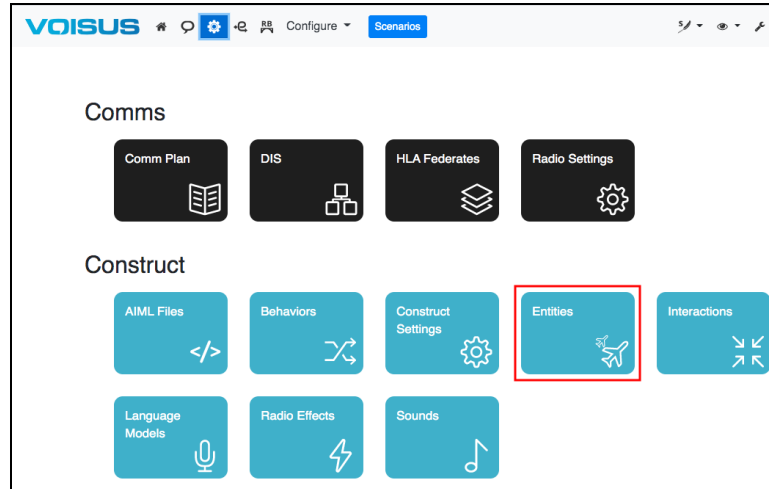 VOISUS RB Configure Scenarios S
Comms
Comm Plan DIS HLA Federates Radio Settings
Construct
AIML Files Behaviors Construct Settings Entities Interactions
</>
Language Models Radio Effects Sounds